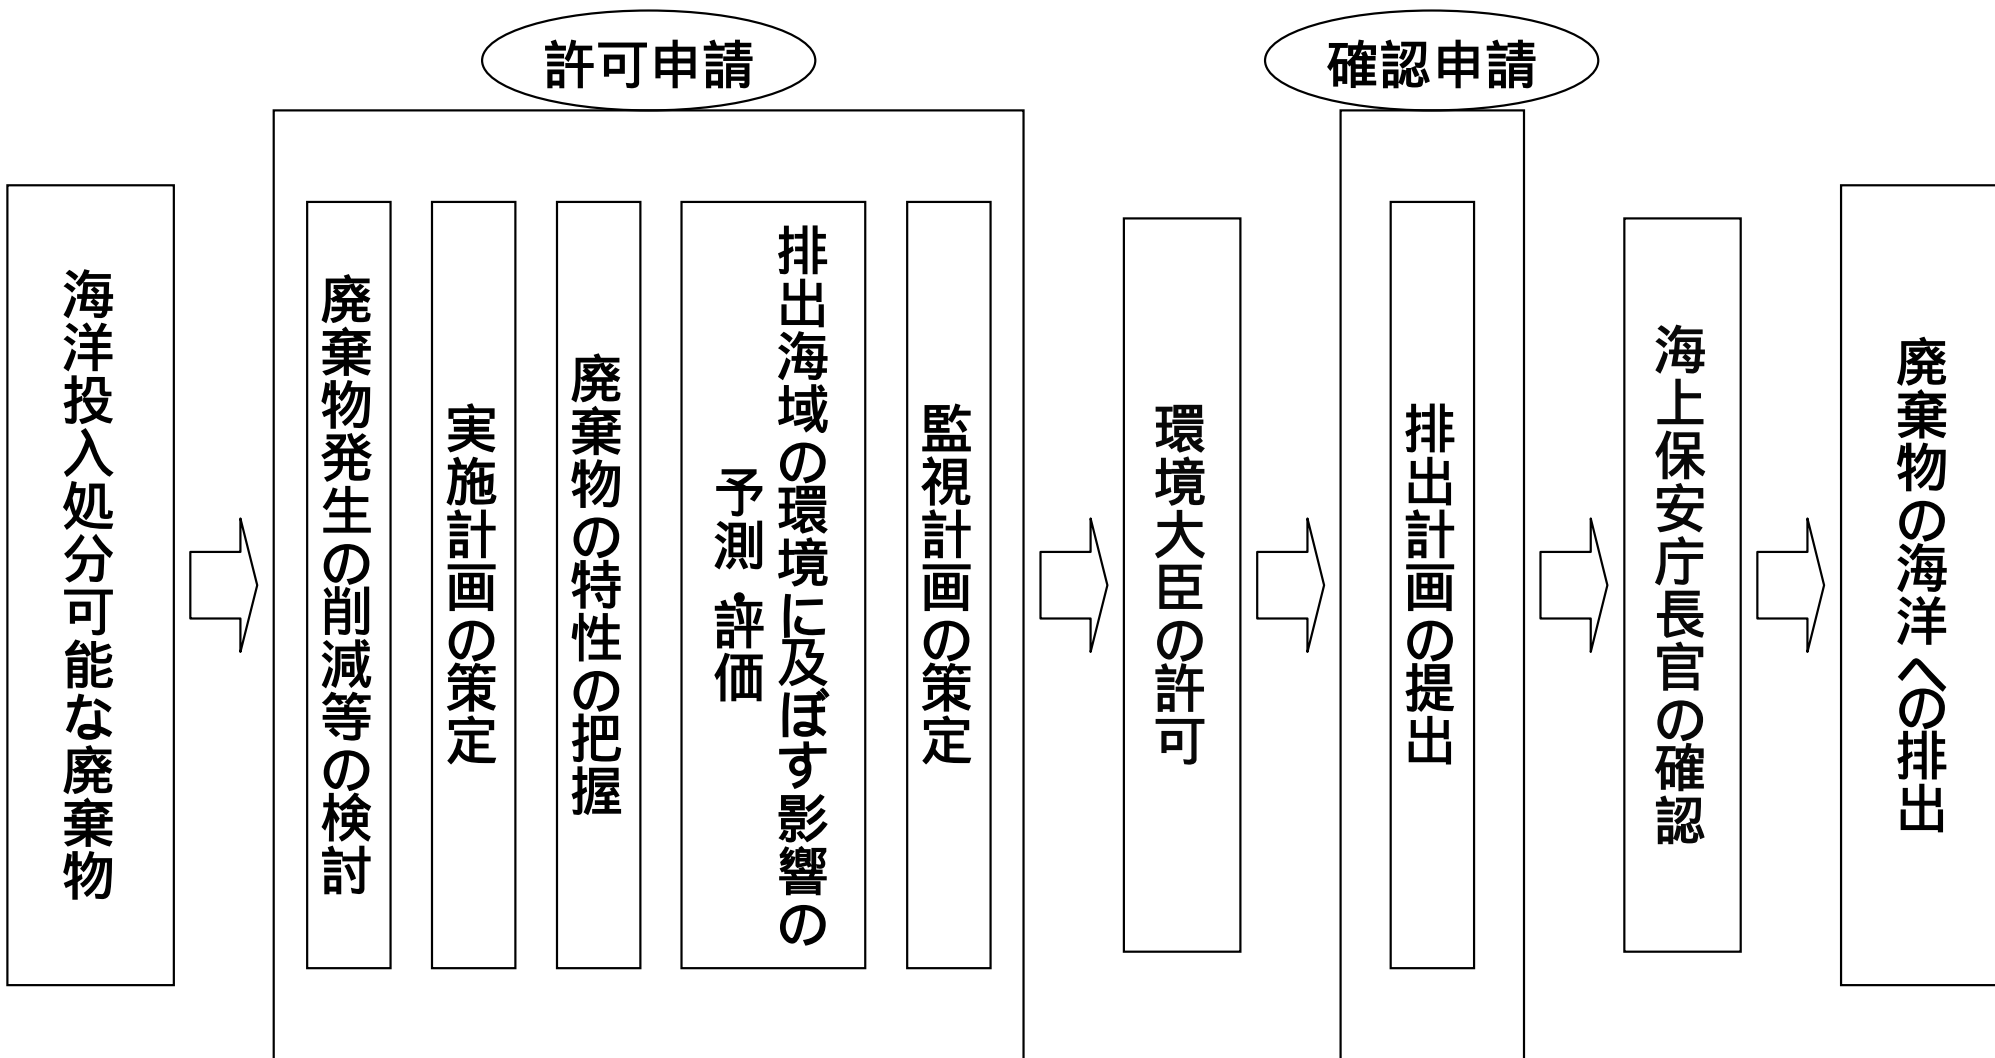 許可申請
確認申請
海洋投入処分可能な廃棄物
廃棄物発生の削減等の検討
実施計画の策定
廃棄物の特性の把握
排出海域の環境に及ぼす影響の
予測・評価
監視計画の策定
環境大臣の許可
排出計画の提出
海上保安庁長官の確認
廃棄物の海洋への排出